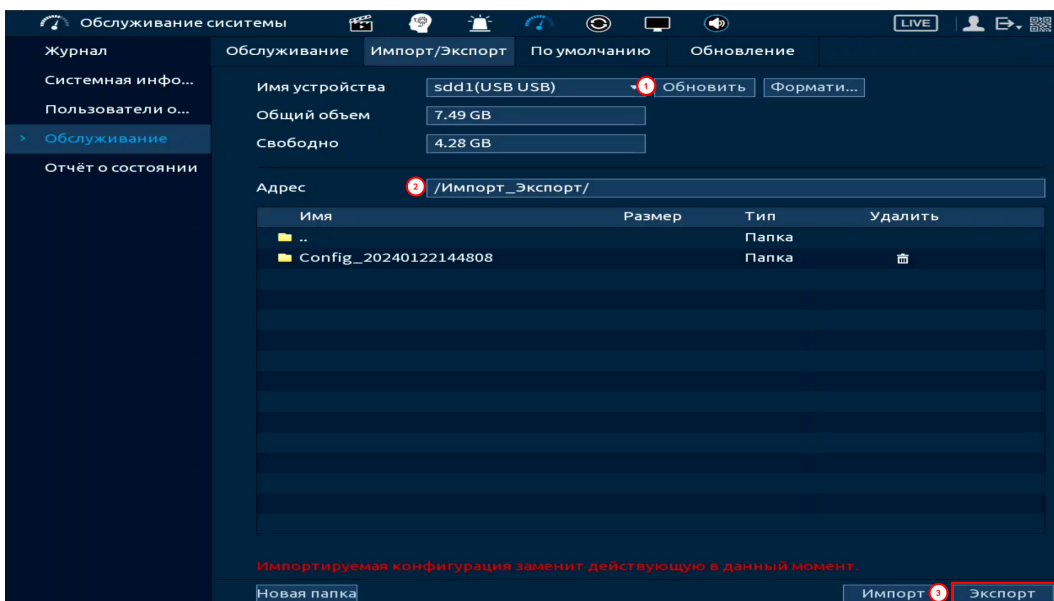 Обслуживание сиситемы LIVE
Журнал
Системная инфо...
Пользователи о...
> Обслуживание
Отчёт о состоянии
Обслуживание Импорт/Экспорт По умолчанию Обновление
Имя устройства sdd1(USB USB) 1 Обновить Формати...
Общий объем 7.49 GB
Свободно 4.28 GB
Адрес 2 /Импорт_Экспорт/
Имя Размер Тип Удалить
.. Папка
Config_20240122144808 Папка
Импортируемая конфигурация заменит действующую в данный момент.
Новая папка Импорт 3 Экспорт